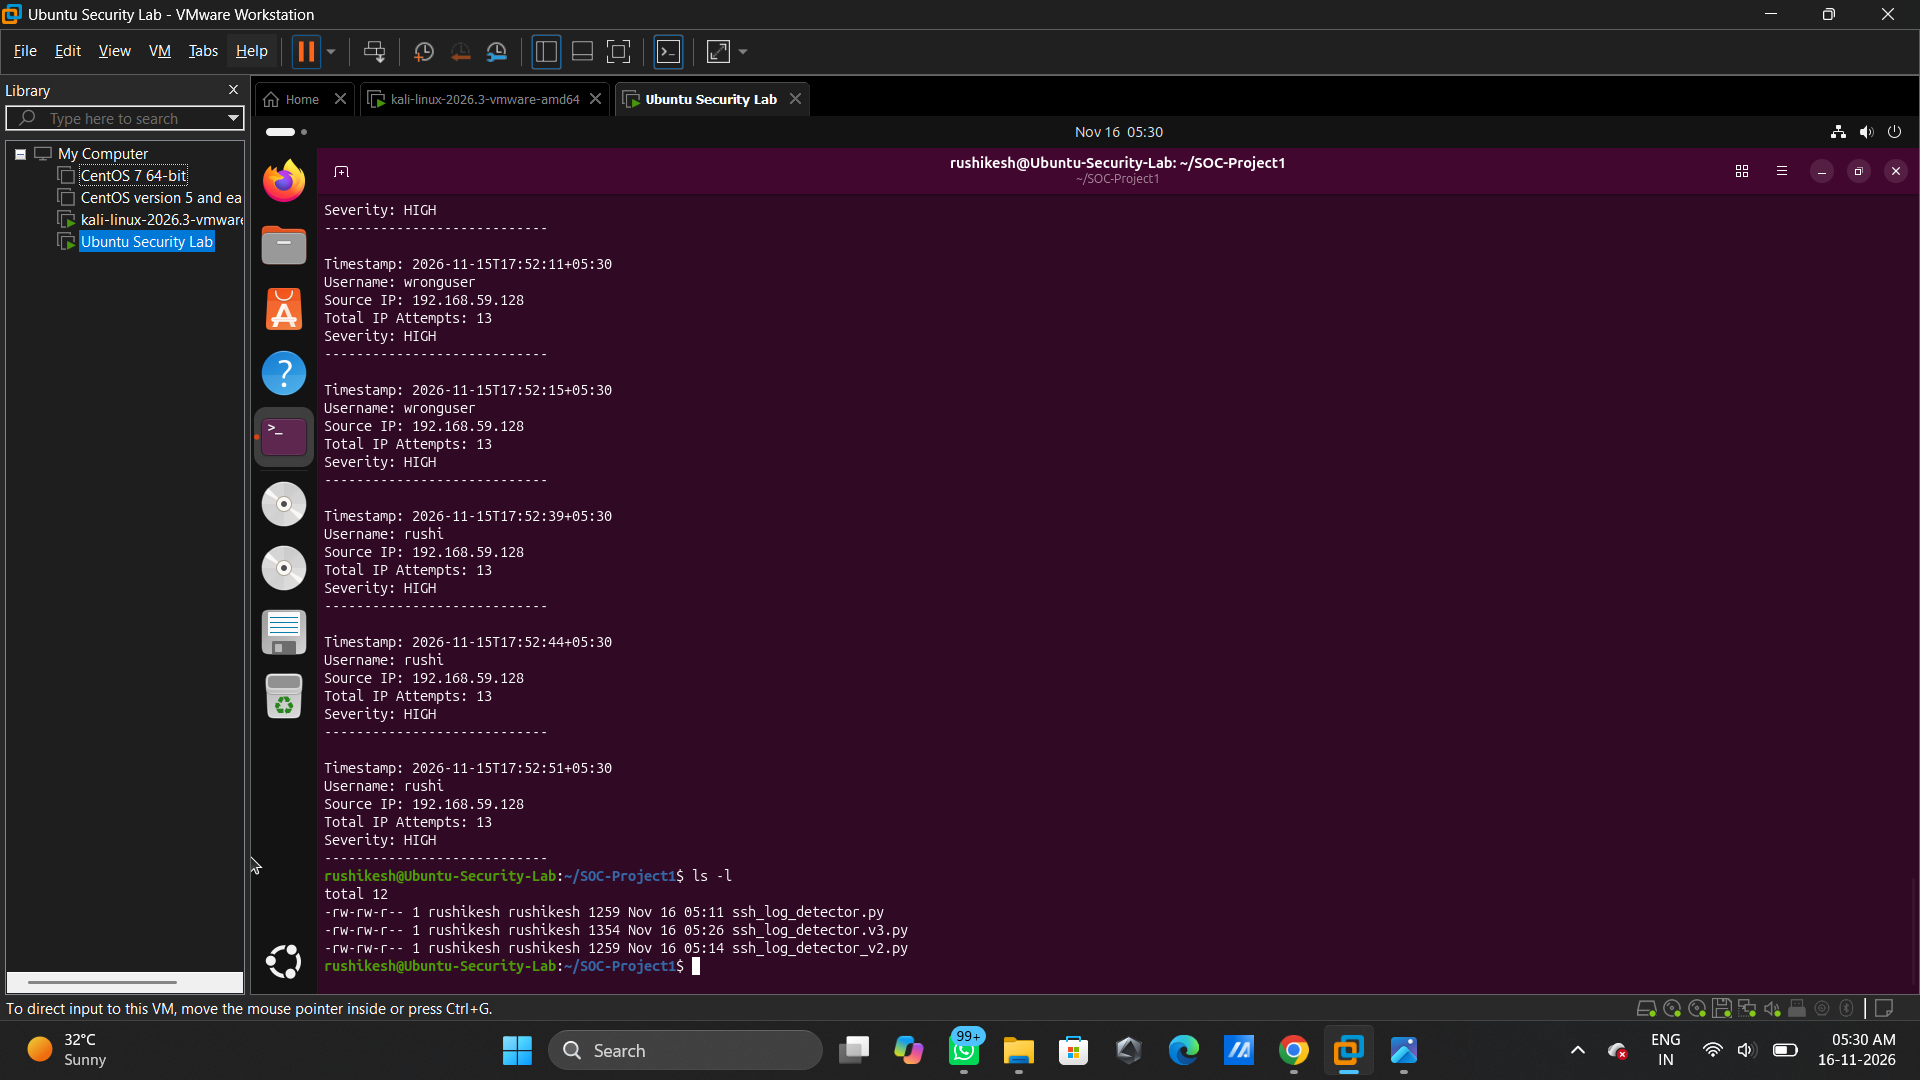 Ubuntu Security Lab - VMware Workstation
File Edit View VM Tabs Help
Library
Type here to search
My Computer
CentOS 7 64-bit
CentOS version 5 and ea
kali-linux-2026.3-vmware
Ubuntu Security Lab
Home
kali-linux-2026.3-vmware-amd64
Ubuntu Security Lab
Nov 16 05:30
rushikesh@Ubuntu-Security-Lab: ~/SOC-Project1
~/SOC-Project1
Severity: HIGH
----------------------------
Timestamp: 2026-11-15T17:52:11+05:30
Username: wronguser
Source IP: 192.168.59.128
Total IP Attempts: 13
Severity: HIGH
----------------------------
Timestamp: 2026-11-15T17:52:15+05:30
Username: wronguser
Source IP: 192.168.59.128
Total IP Attempts: 13
Severity: HIGH
----------------------------
Timestamp: 2026-11-15T17:52:39+05:30
Username: rushi
Source IP: 192.168.59.128
Total IP Attempts: 13
Severity: HIGH
----------------------------
Timestamp: 2026-11-15T17:52:44+05:30
Username: rushi
Source IP: 192.168.59.128
Total IP Attempts: 13
Severity: HIGH
----------------------------
Timestamp: 2026-11-15T17:52:51+05:30
Username: rushi
Source IP: 192.168.59.128
Total IP Attempts: 13
Severity: HIGH
----------------------------
rushikesh@Ubuntu-Security-Lab:~/SOC-Project1$ ls -l
total 12
-rw-rw-r-- 1 rushikesh rushikesh 1259 Nov 16 05:11 ssh_log_detector.py
-rw-rw-r-- 1 rushikesh rushikesh 1354 Nov 16 05:26 ssh_log_detector.v3.py
-rw-rw-r-- 1 rushikesh rushikesh 1259 Nov 16 05:14 ssh_log_detector_v2.py
rushikesh@Ubuntu-Security-Lab:~/SOC-Project1$
To direct input to this VM, move the mouse pointer inside or press Ctrl+G.
32°C
Sunny
Search
99+
ENG
IN
05:30 AM
16-11-2026